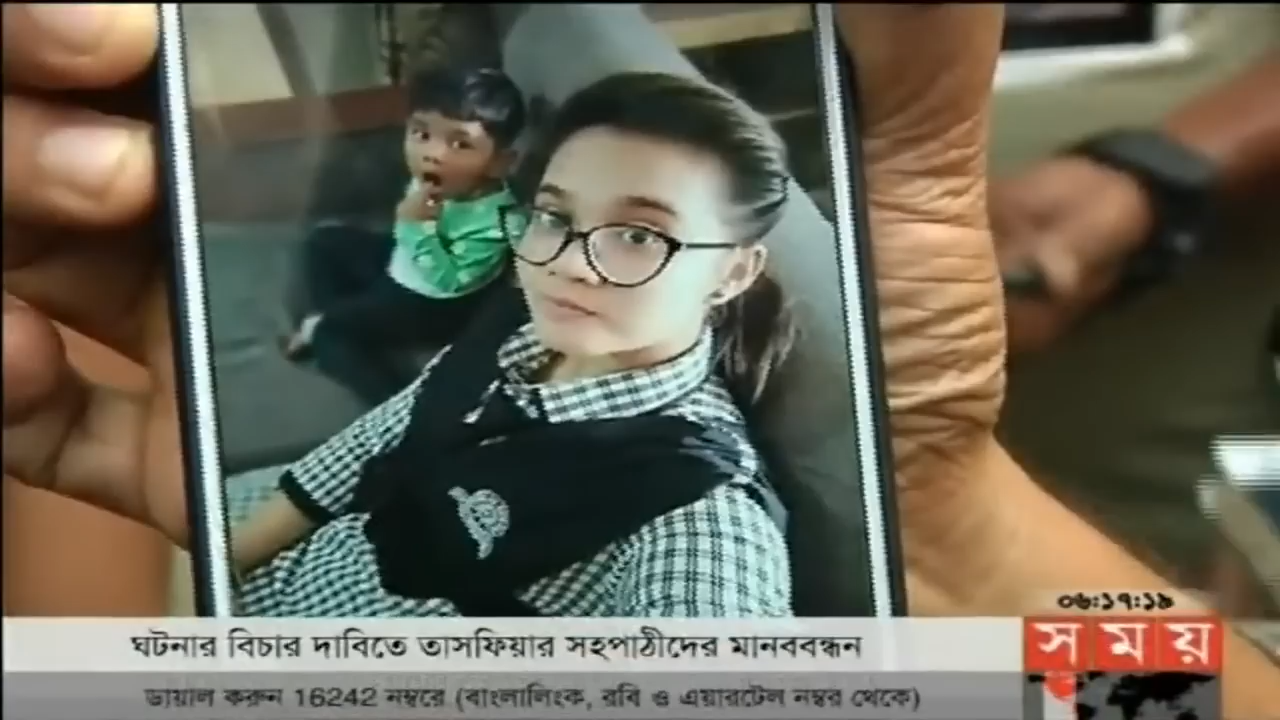 ০৬:১৭:১৯
ঘটনার বিচার দাবিতে তাসফিয়ার সহপাঠীদের মানববন্ধন
সময়
ডায়াল করুন 16242 নম্বরে (বাংলালিংক, রবি ও এয়ারটেল নম্বর থেকে)